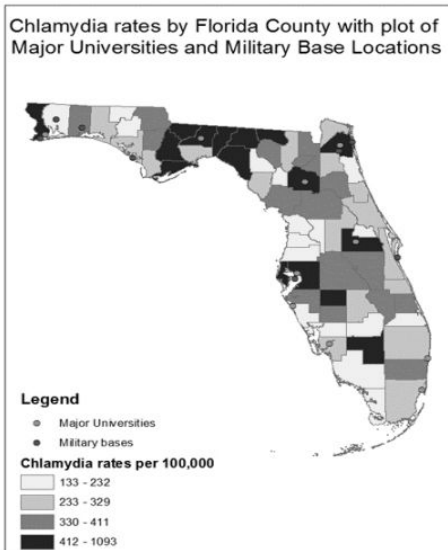 Chlamydia rates by Florida County with plot of
Major Universities and Military Base Locations
Legend
Major Universities
Military bases
Chlamydia rates per 100,000
133 - 232
233 - 329
330 - 411
412 - 1093